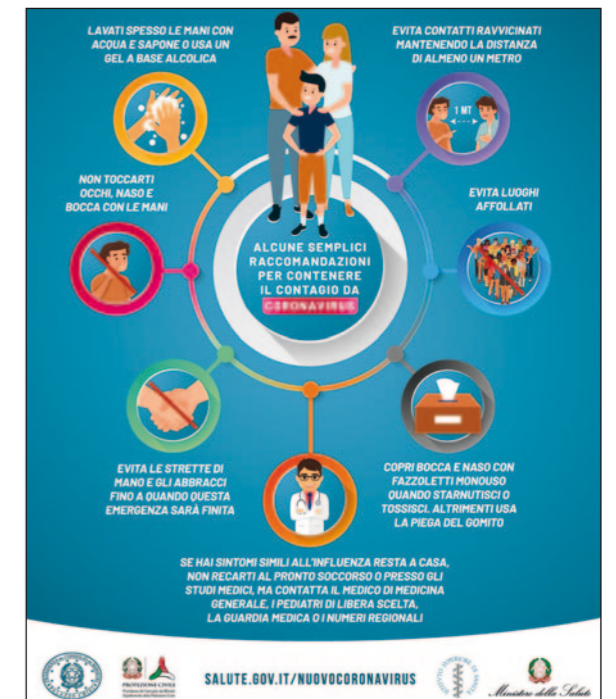 LAVATI SPESSO LE MANI CON
ACQUA E SAPONE O USA UN
GEL A BASE ALCOLICA
EVITA CONTATTI RAVVICINATI
MANTENENDO LA DISTANZA
DI ALMENO UN METRO
1 MT
NON TOCCARTI
OCCHI, NASO E
BOCCA CON LE MANI
EVITA LUOGHI
AFFOLLATI
ALCUNE SEMPLICI
RACCOMANDAZIONI
PER CONTENERE
IL CONTAGIO DA
CORONAVIRUS
EVITA LE STRETTE DI
MANO E GLI ABBRACCI
FINO A QUANDO QUESTA
EMERGENZA SARÀ FINITA
COPRI BOCCA E NASO CON
FAZZOLETTI MONOUSO
QUANDO STARNUTISCI O
TOSSISCI. ALTRIMENTI USA
LA PIEGA DEL GOMITO
SE HAI SINTOMI SIMILI ALL'INFLUENZA RESTA A CASA,
NON RECARTI AL PRONTO SOCCORSO O PRESSO GLI
STUDI MEDICI, MA CONTATTA IL MEDICO DI MEDICINA
GENERALE, I PEDIATRI DI LIBERA SCELTA,
LA GUARDIA MEDICA O I NUMERI REGIONALI
PROTEZIONE CIVILE
SALUTE.GOV.IT/NUOVOCORONAVIRUS
Ministero della Salute